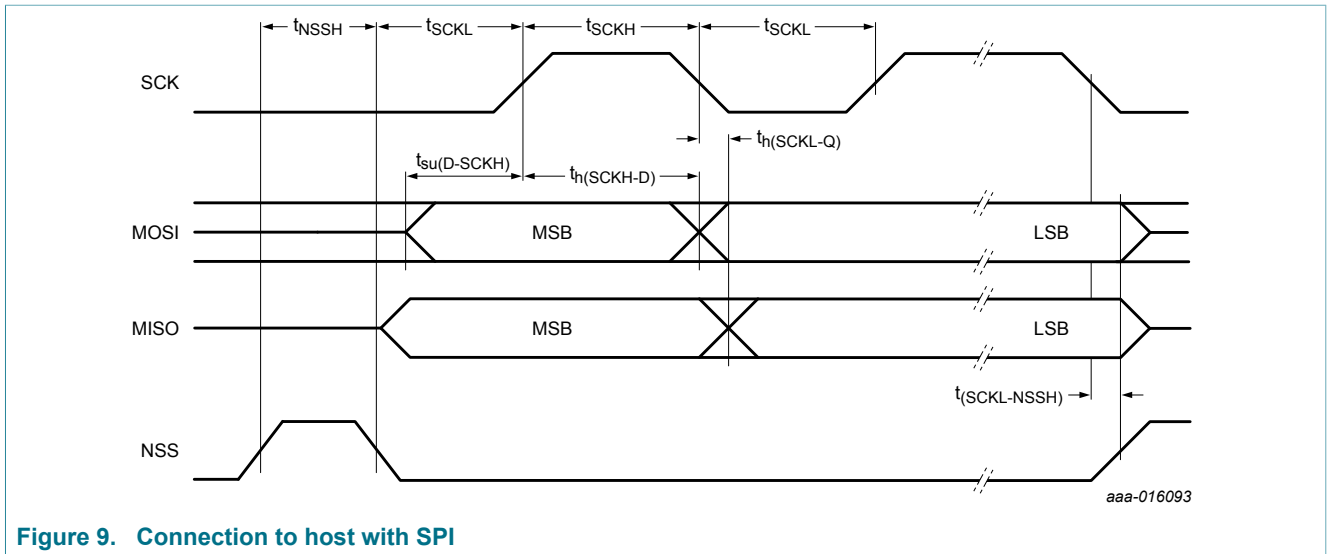 tNSSH tSCKL tSCKH tSCKL
SCK
th(SCKL-Q)
tsu(D-SCKH) th(SCKH-D)
MOSI MSB LSB
MISO MSB LSB
t(SCKL-NSSH)
NSS
aaa-016093
Figure 9. Connection to host with SPI